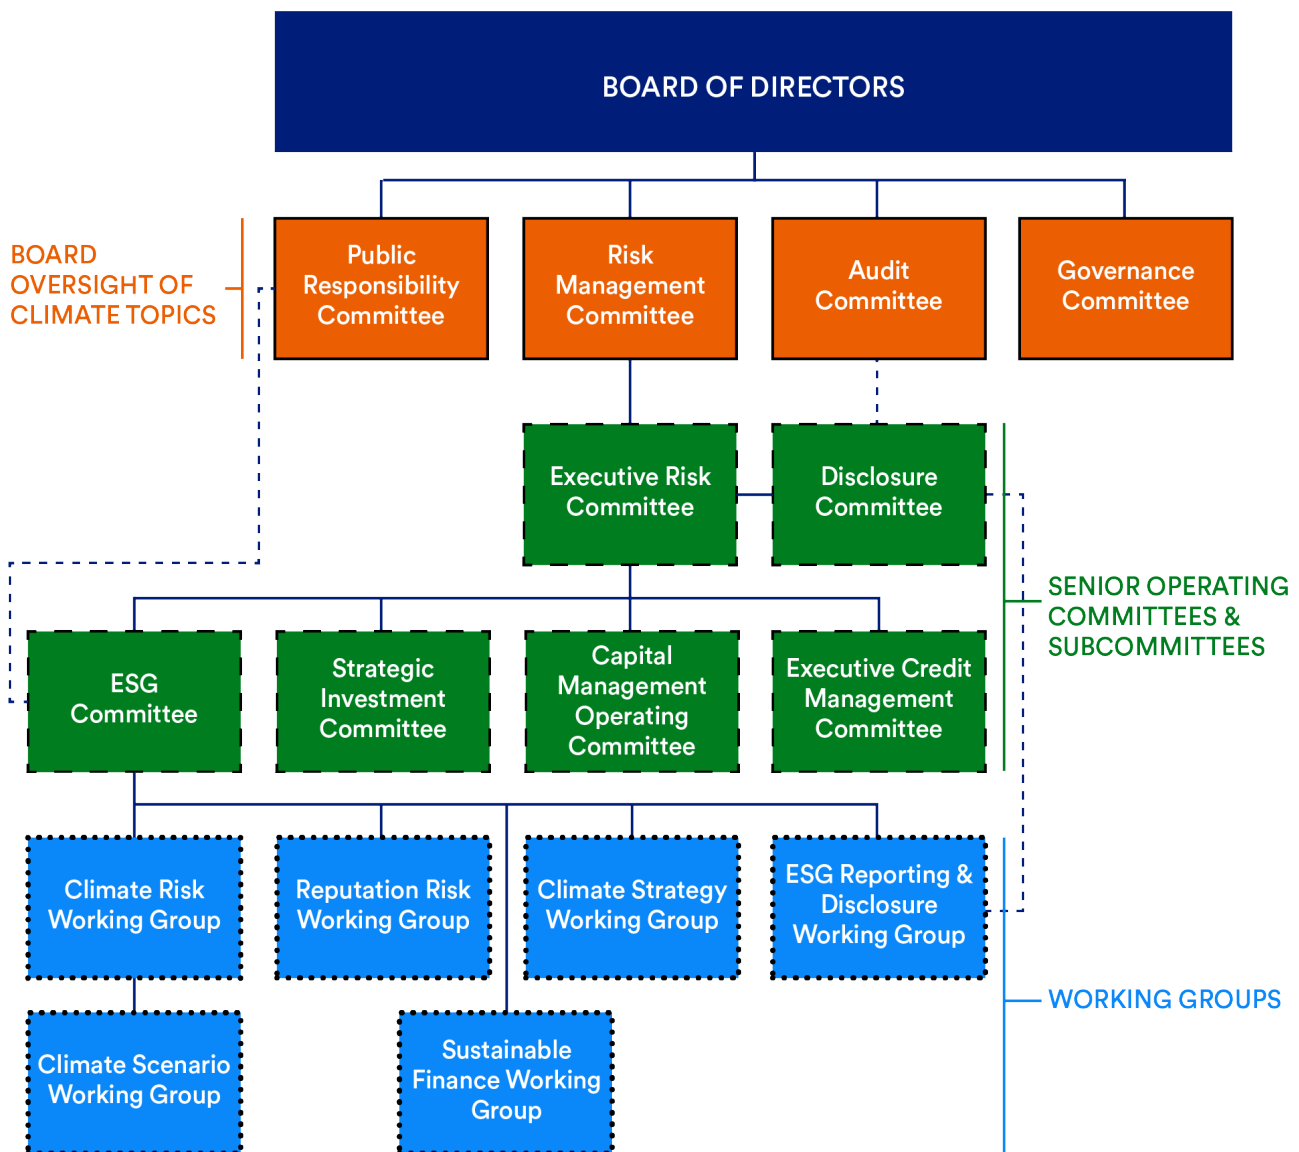 BOARD OF DIRECTORS
BOARD
OVERSIGHT OF
CLIMATE TOPICS
Public
Responsibility
Committee
Risk
Management
Committee
Audit
Committee
Governance
Committee
Executive Risk
Committee
Disclosure
Committee
SENIOR OPERATING
COMMITTEES &
SUBCOMMITTEES
ESG
Committee
Strategic
Investment
Committee
Capital
Management
Operating
Committee
Executive Credit
Management
Committee
Climate Risk
Working Group
Reputation Risk
Working Group
Climate Strategy
Working Group
ESG Reporting &
Disclosure
Working Group
WORKING GROUPS
Climate Scenario
Working Group
Sustainable
Finance Working
Group